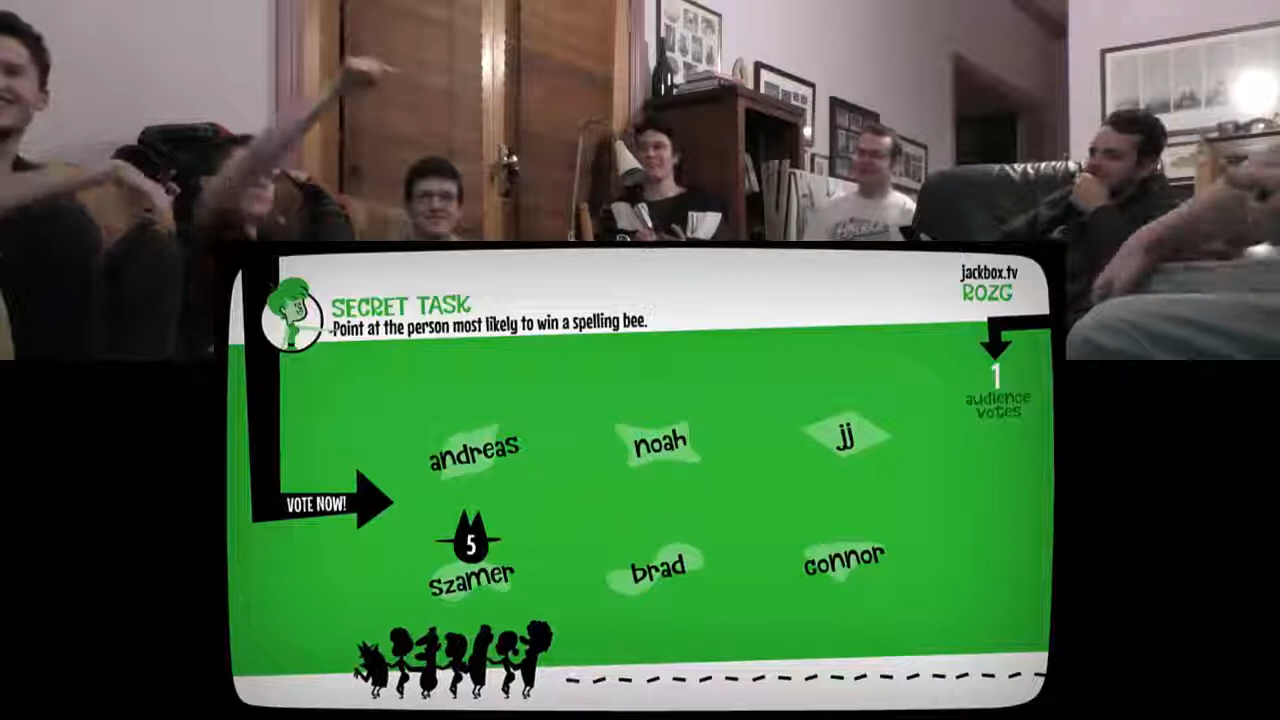 jackbox.tv
ROZG
SECRET TASK
Point at the person most likely to win a spelling bee.
1
audience
votes
andreas
noah
jj
VOTE NOW!
5
szamer
brad
connor